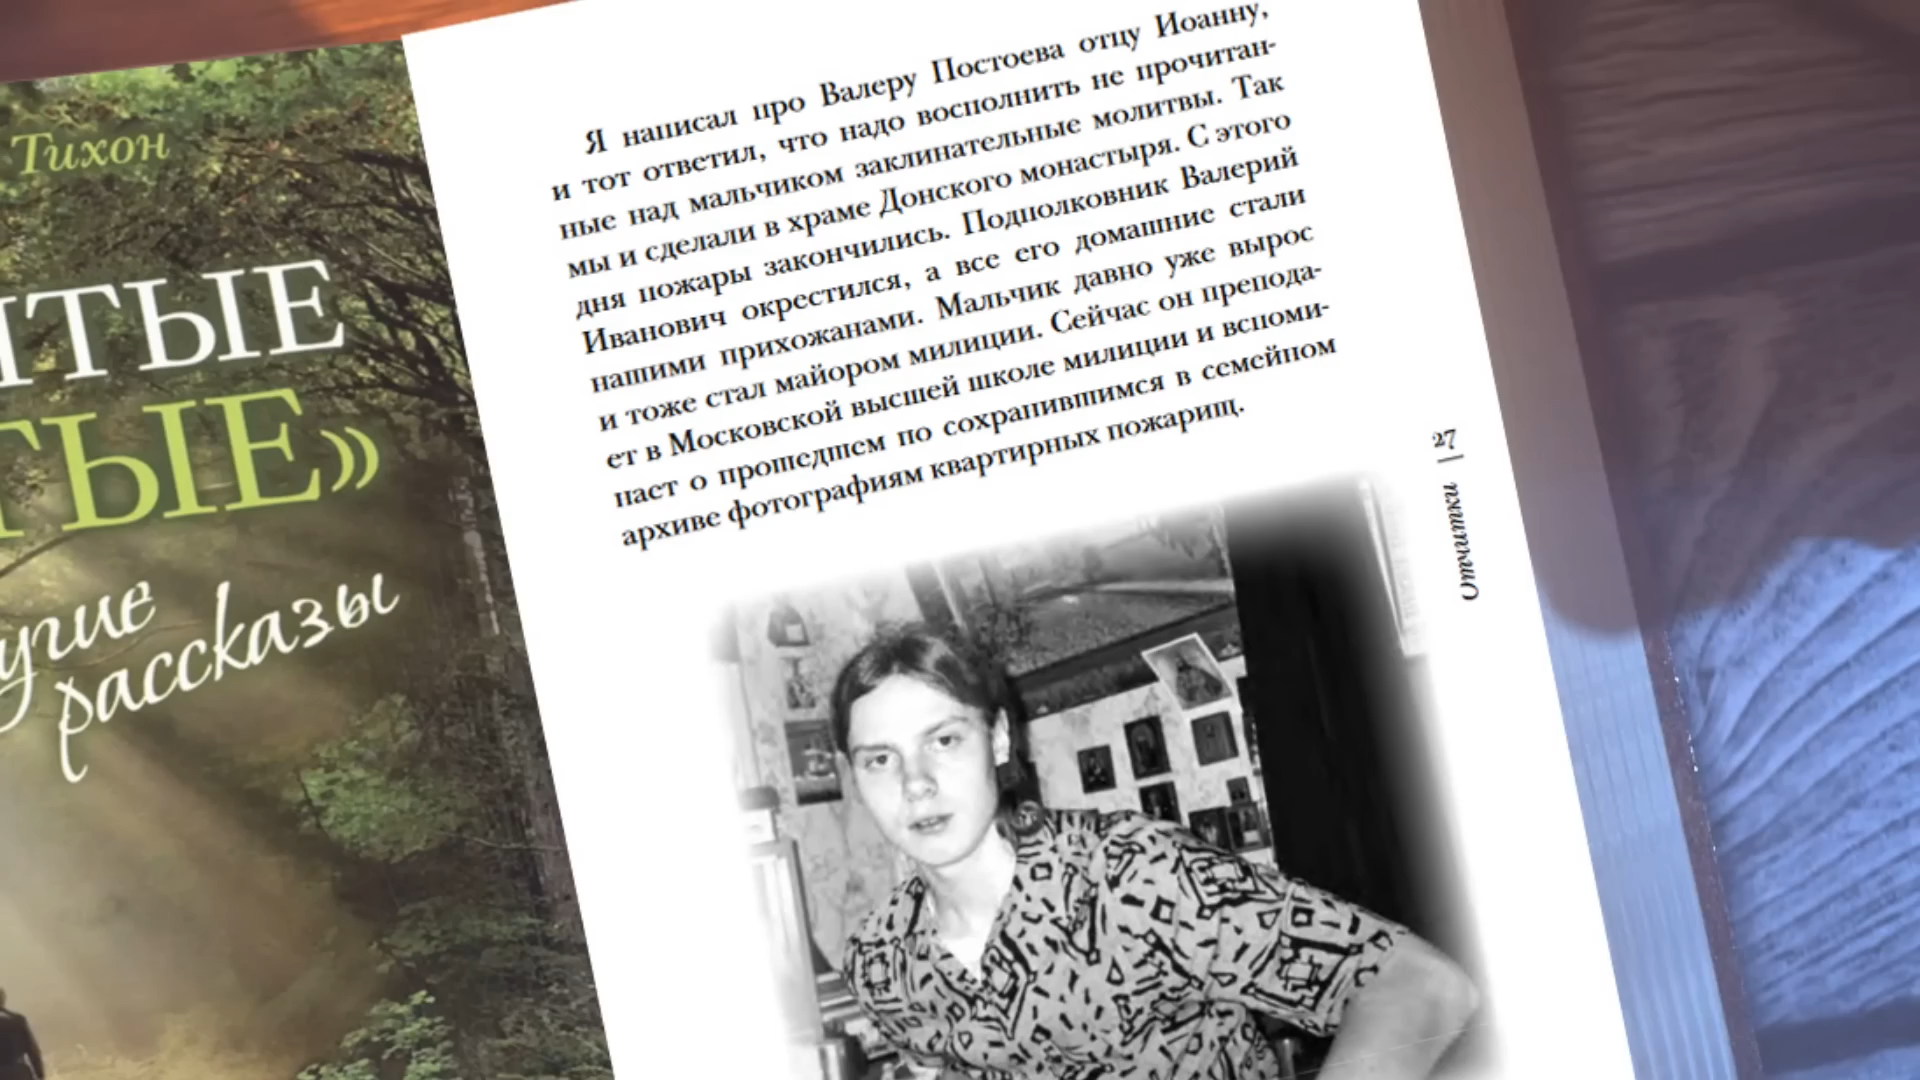 Тихон
ЫТЫЕ
ТЫЕ»
угие
рассказы
Я написал про Валеру Постоева отцу Иоанну,
и тот ответил, что надо восполнить не прочитан-
ные над мальчиком заклинательные молитвы. Так
мы и сделали в храме Донского монастыря. С этого
дня пожары закончились. Подполковник Валерий
Иванович окрестился, а все его домашние стали
нашими прихожанами. Мальчик давно уже вырос
и тоже стал майором милиции. Сейчас он препода-
ет в Московской высшей школе милиции и вспоми-
нает о прошедшем по сохранившимся в семейном
архиве фотографиям квартирных пожарищ.
27
Отчитки